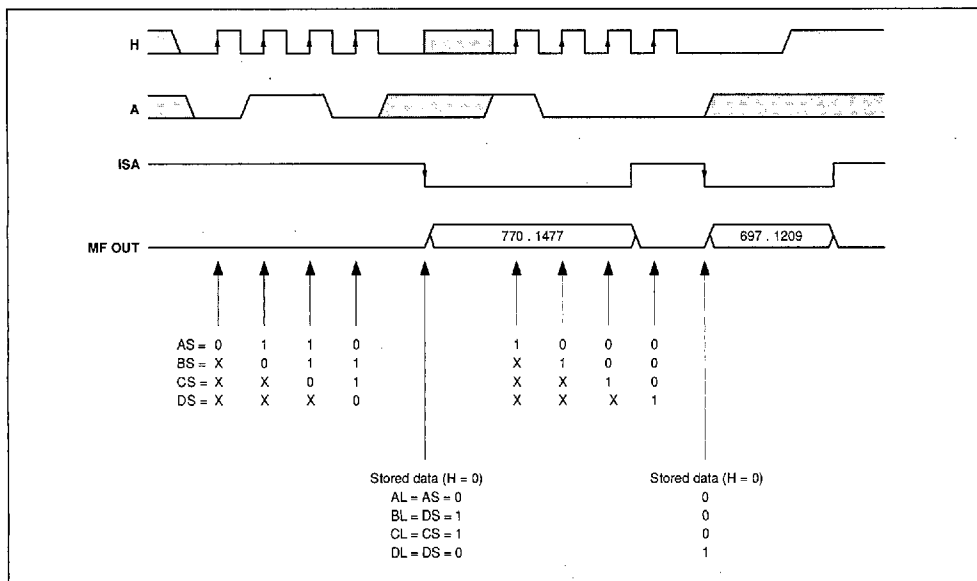 H
A
ISA
MF OUT
770 . 1477
697 . 1209
AS = 0 1 1 0 1 0 0 0
BS = X 0 1 1 X 1 0 0
CS = X X 0 1 X X 1 0
DS = X X X 0 X X X 1
Stored data (H = 0) Stored data (H = 0)
AL = AS = 0 0
BL = DS = 1 0
CL = CS = 1 0
DL = DS = 0 1